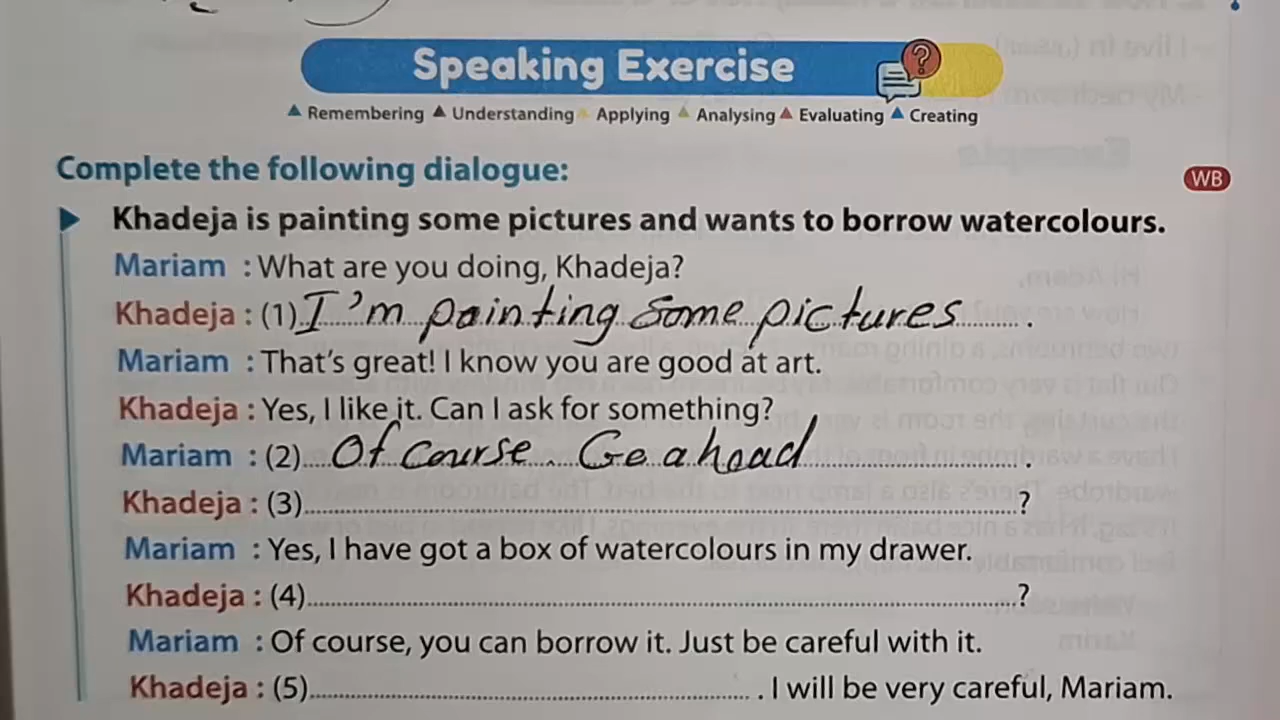 Speaking Exercise
Remembering Understanding Applying Analysing Evaluating Creating
Complete the following dialogue:
WB
Khadeja is painting some pictures and wants to borrow watercolours.
Mariam : What are you doing, Khadeja?
Khadeja : (1) I'm painting some pictures .
Mariam : That's great! I know you are good at art.
Khadeja : Yes, I like it. Can I ask for something?
Mariam : (2) Of course. Go ahead .
Khadeja : (3) ?
Mariam : Yes, I have got a box of watercolours in my drawer.
Khadeja : (4) ?
Mariam : Of course, you can borrow it. Just be careful with it.
Khadeja : (5) . I will be very careful, Mariam.